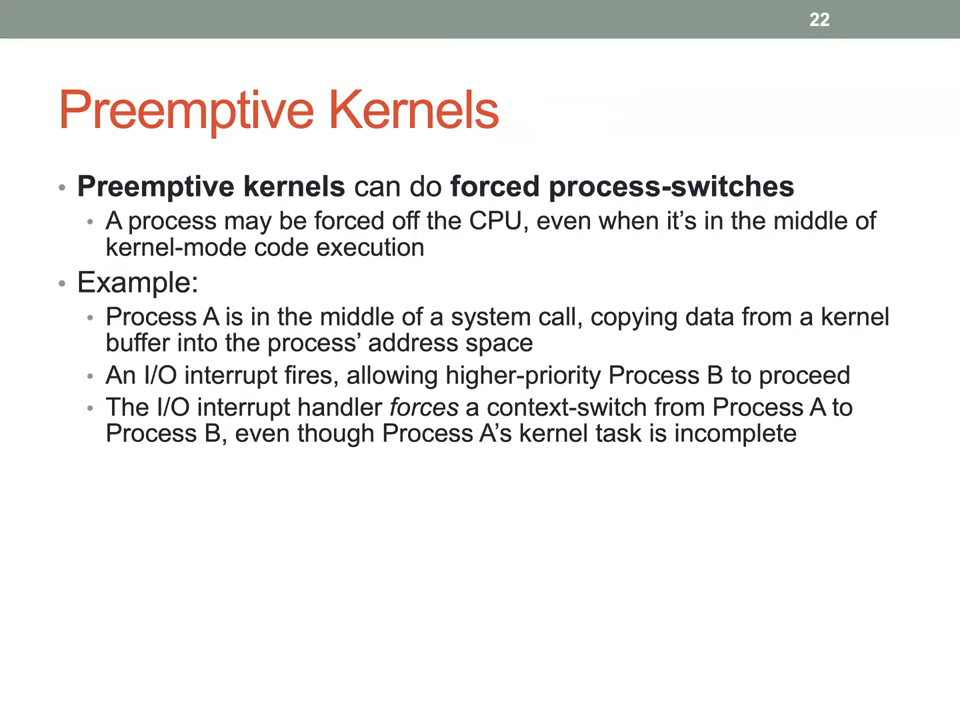 22
Preemptive Kernels
• Preemptive kernels can do forced process-switches
• A process may be forced off the CPU, even when it’s in the middle of
kernel-mode code execution
• Example:
• Process A is in the middle of a system call, copying data from a kernel
buffer into the process’ address space
• An I/O interrupt fires, allowing higher-priority Process B to proceed
• The I/O interrupt handler forces a context-switch from Process A to
Process B, even though Process A’s kernel task is incomplete